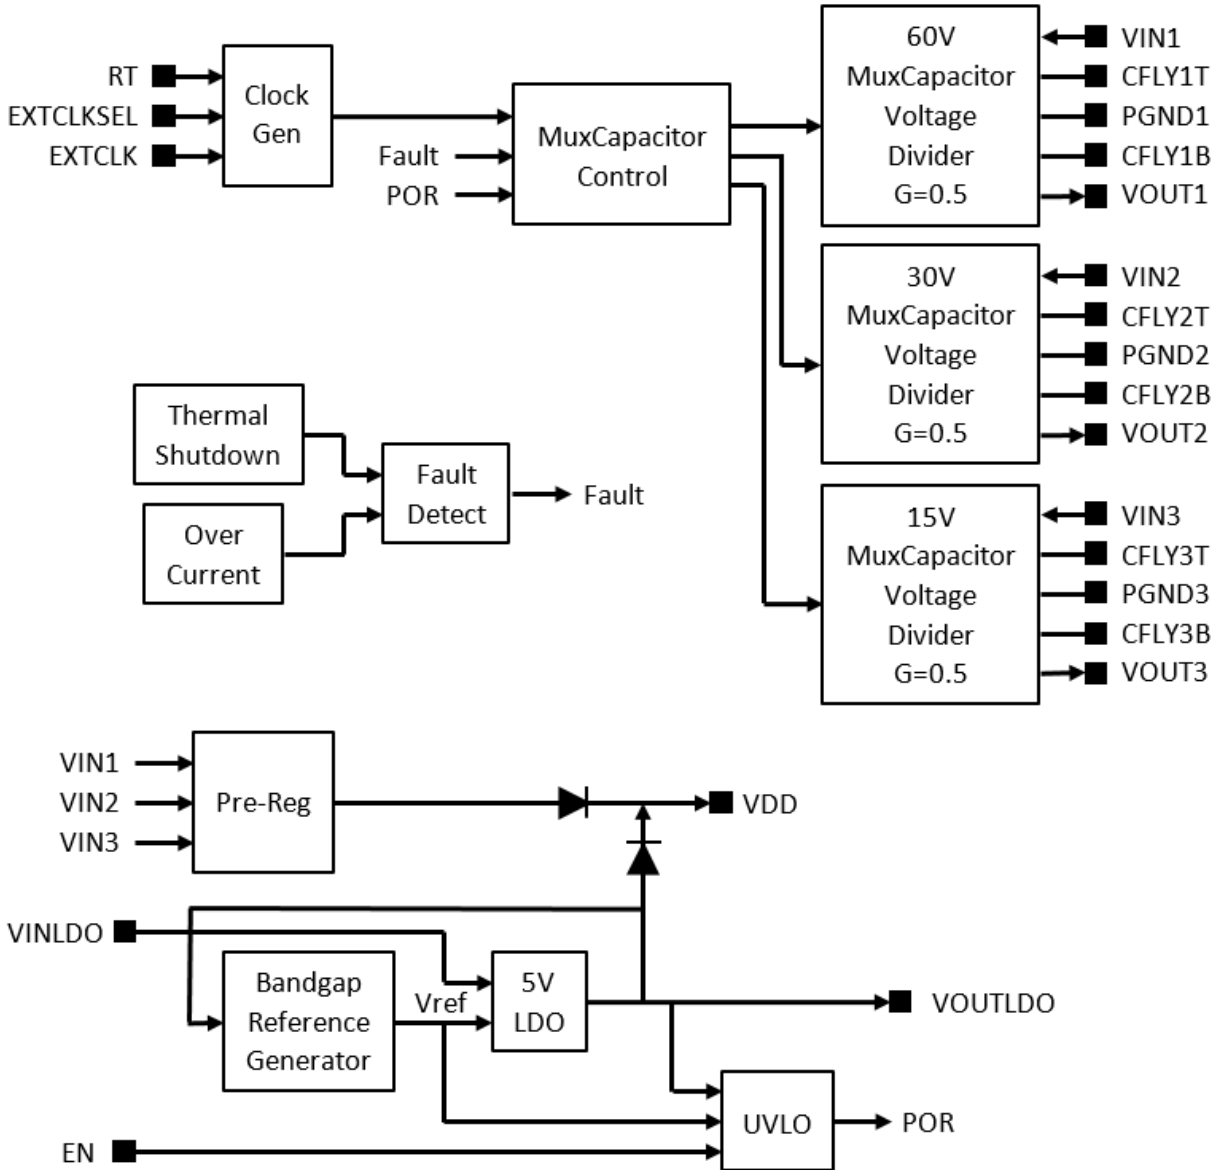 RT
EXTCLKSEL
EXTCLK
Clock
Gen
Fault
POR
MuxCapacitor
Control
60V
MuxCapacitor
Voltage
Divider
G=0.5
VIN1
CFLY1T
PGND1
CFLY1B
VOUT1
30V
MuxCapacitor
Voltage
Divider
G=0.5
VIN2
CFLY2T
PGND2
CFLY2B
VOUT2
Thermal
Shutdown
Over
Current
Fault
Detect
Fault
15V
MuxCapacitor
Voltage
Divider
G=0.5
VIN3
CFLY3T
PGND3
CFLY3B
VOUT3
VIN1
VIN2
VIN3
Pre-Reg
VDD
VINLDO
Bandgap
Reference
Generator
Vref
5V
LDO
VOUTLDO
EN
UVLO
POR